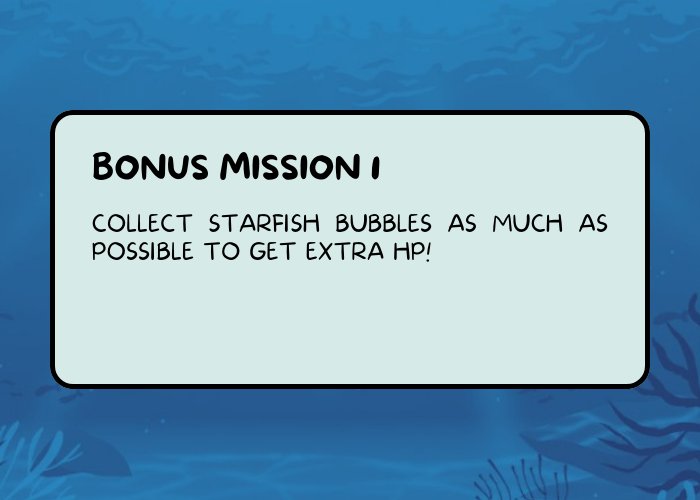 BONUS MISSION 1
COLLECT STARFISH BUBBLES AS MUCH AS
POSSIBLE TO GET EXTRA HP!